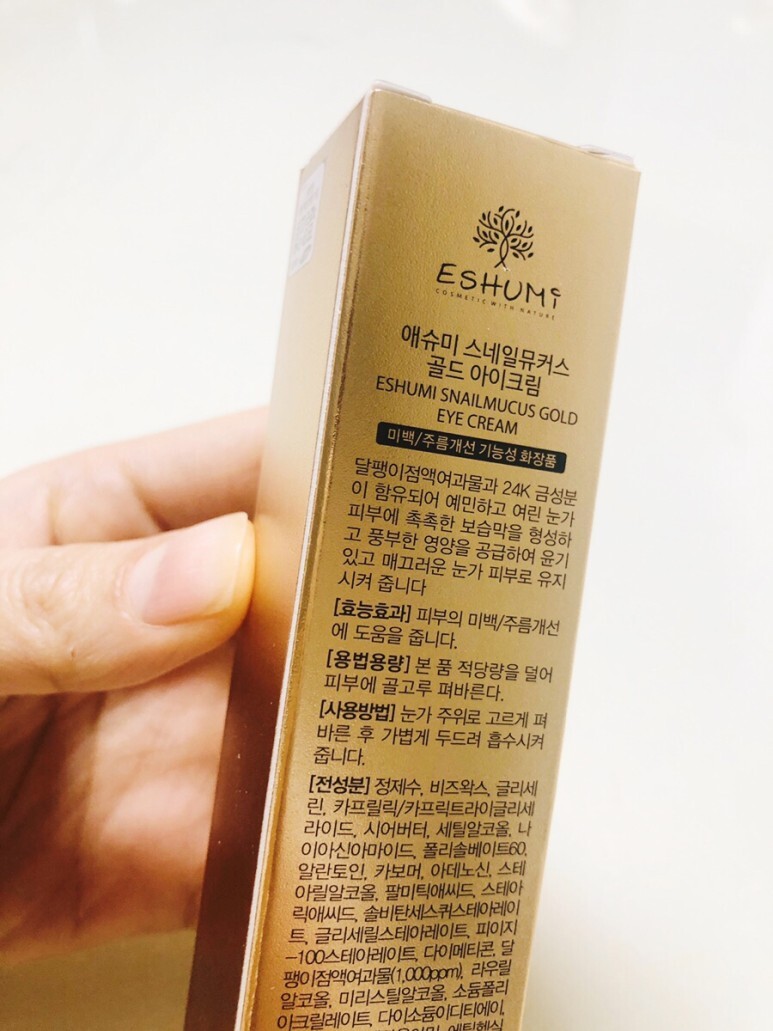 ESHUMi
COSMETIC WITH NATURE
애슈미 스네일뮤커스
골드 아이크림
ESHUMI SNAILMUCUS GOLD
EYE CREAM
미백/주름개선 기능성 화장품
달팽이점액여과물과 24K 금성분
이 함유되어 예민하고 여린 눈가
피부에 촉촉한 보습막을 형성하
고 풍부한 영양을 공급하여 윤기
있고 매끄러운 눈가 피부로 유지
시켜 줍니다
[효능효과] 피부의 미백/주름개선
에 도움을 줍니다.
[용법용량] 본 품 적당량을 덜어
피부에 골고루 펴바른다.
[사용방법] 눈가 주위로 고르게 펴
바른 후 가볍게 두드려 흡수시켜
줍니다.
[전성분] 정제수, 비즈왁스, 글리세
린, 카프릴릭/카프릭트라이글리세
라이드, 시어버터, 세틸알코올, 나
이아신아마이드, 폴리솔베이트60,
알란토인, 카보머, 아데노신, 스테
아릴알코올, 팔미틱애씨드, 스테아
릭애씨드, 솔비탄세스퀴스테아레이
트, 글리세릴스테아레이트, 피이지
-100스테아레이트, 다이메티콘, 달
팽이점액여과물(1,000ppm), 라우릴
알코올, 미리스틸알코올, 소듐폴리
아크릴레이트, 다이소듐이디티에이,